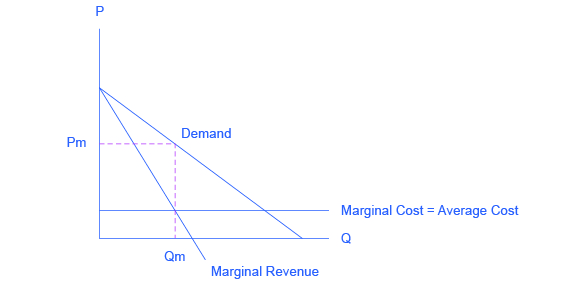 P
Demand
Pm
Marginal Cost = Average Cost
Q
Qm
Marginal Revenue